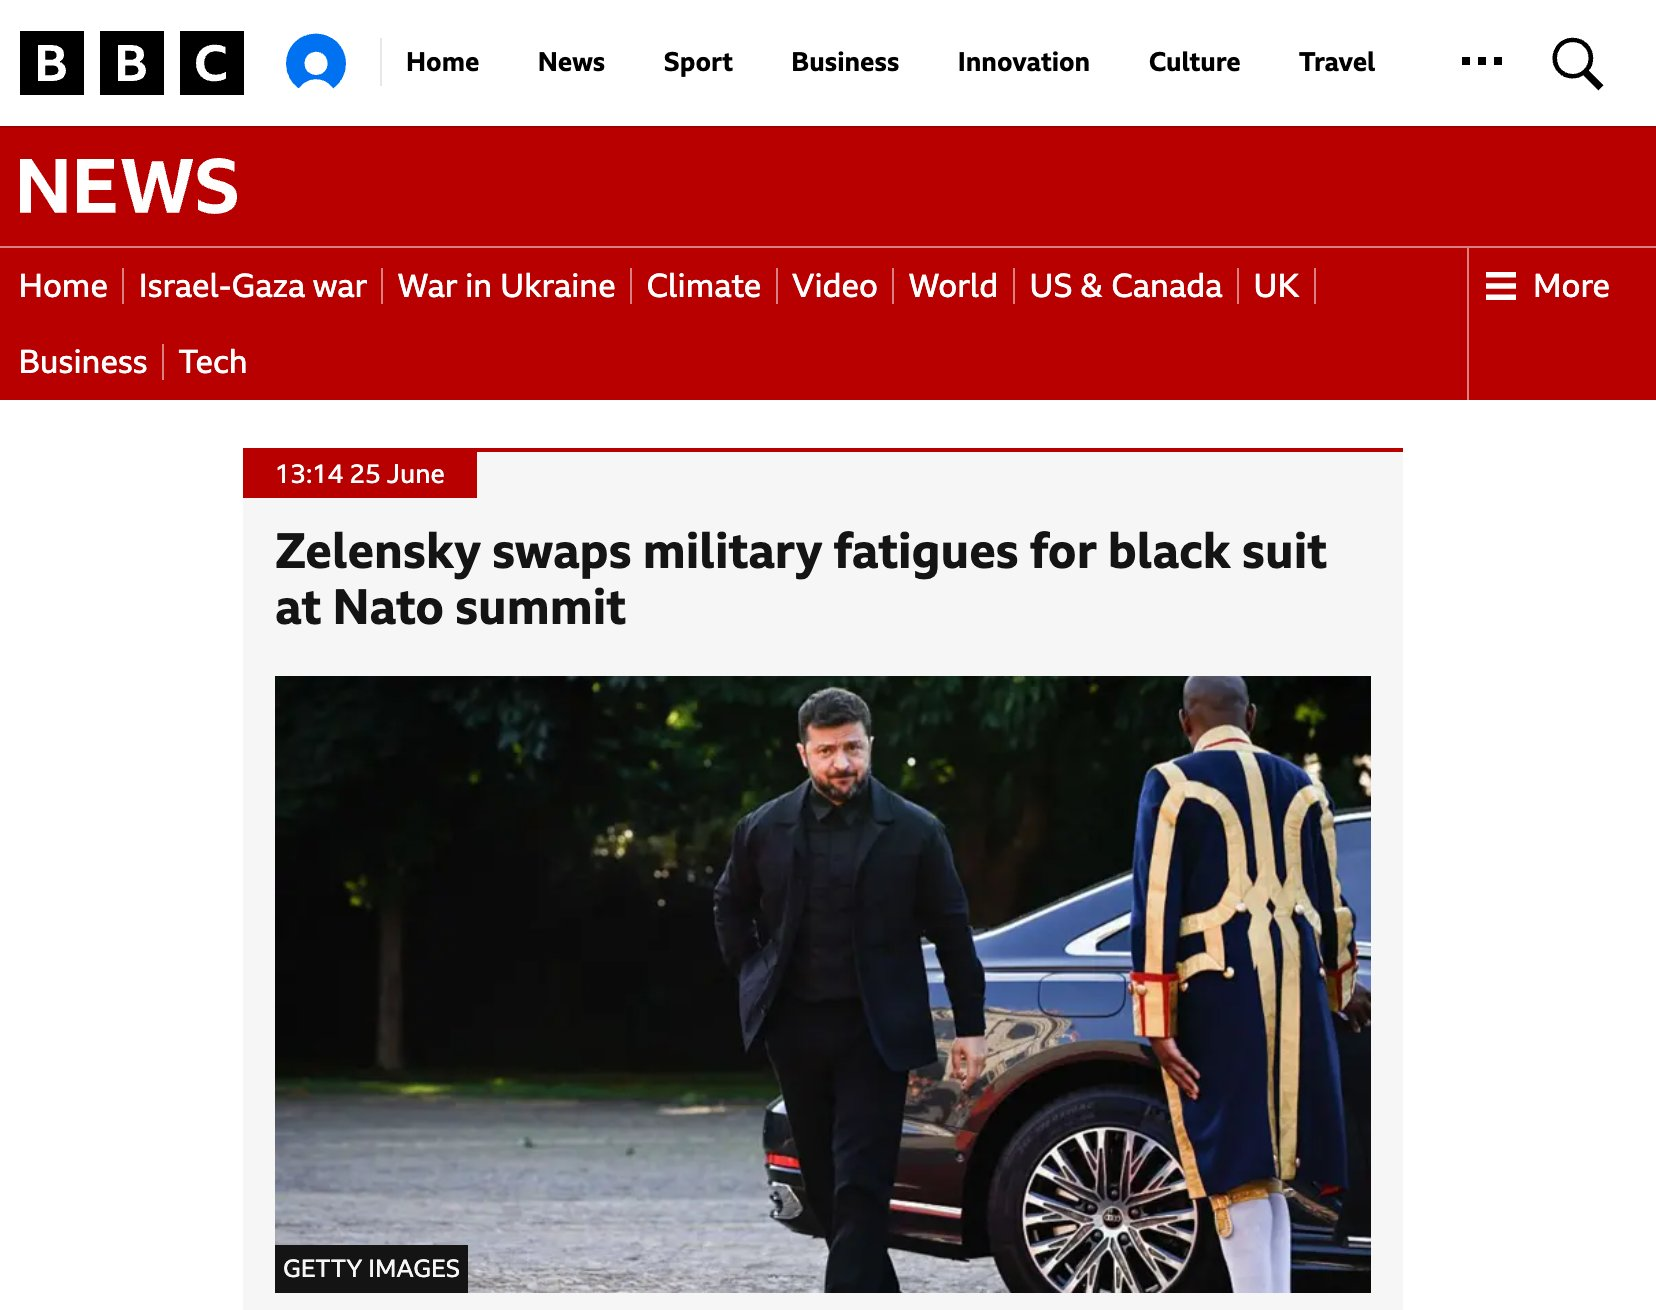 BBC
Home News Sport Business Innovation Culture Travel
NEWS
Home Israel-Gaza war War in Ukraine Climate Video World US & Canada UK More
Business Tech
13:14 25 June
Zelensky swaps military fatigues for black suit
at Nato summit
GETTY IMAGES